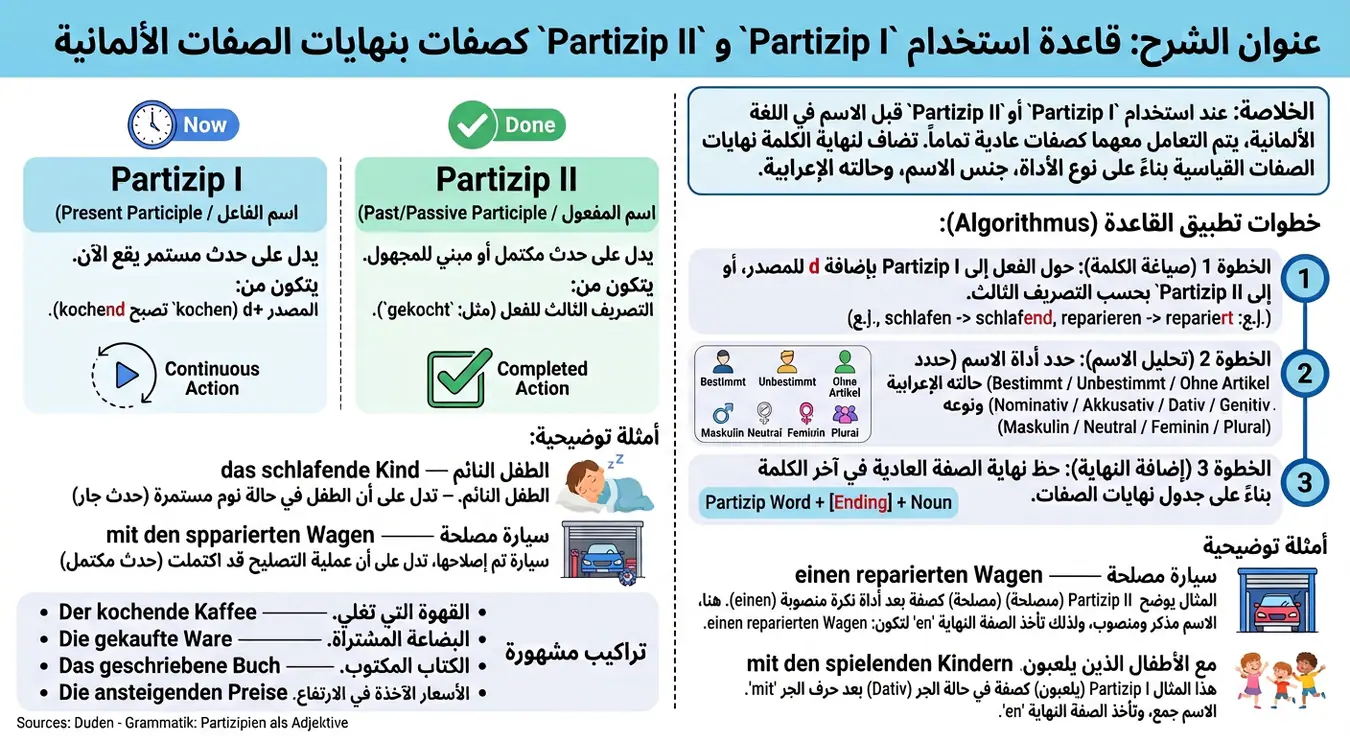 عنوان الشرح: قاعدة استخدام `Partizip I` و `Partizip II` كصفات بنهايات الصفات الألمانية
الخلاصة: عند استخدام `Partizip I` أو `Partizip II` قبل الاسم في اللغة
الألمانية، يتم التعامل معهما كصفات عادية تماماً. تضاف لنهاية الكلمة نهايات
الصفات القياسية بناءً على نوع الأداة، جنس الاسم، وحالته الإعرابية.
خطوات تطبيق القاعدة (Algorithmus):
1
الخطوة 1 (صياغة الكلمة): حول الفعل إلى Partizip I بإضافة d للمصدر، أو
إلى Partizip II` بحسب التصريف الثالث.
schlafen -> schlafend, reparieren -> repariert
2
الخطوة 2 (تحليل الاسم): حدد أداة الاسم (حددد
Bestimmt / Unbestimmt / Ohne Artikel) حالته الإعرابية
(Nominativ / Akkusativ / Dativ / Genitiv. ونوعه
(Maskulin / Neutral / Feminin / Plural)
Bestimmt Unbestimmt Ohne
Artikel
Maskulin Neutral Feminin Plural
3
الخطوة 3 (إضافة النهاية): حظ نهاية الصفة العادية في آخر الكلمة
بناءً على جدول نهايات الصفات.
Partizip Word + [Ending] + Noun
أمثلة توضيحية
سيارة مصلحة —— einen reparierten Wagen
المثال يوضح Partizip II (مصلحة) (مصلحة) كصفة بعد أداة نكرة منصوبة (einen). هنا،
الاسم مذكر ومنصوب، ولذلك تأخذ الصفة النهاية 'en' لتكون: einen reparierten Wagen.
مع الأطفال الذين يلعبون. mit den spielenden Kindern
هذا المثال Partizip I (يلعبون) كصفة في حالة الجر (Dativ) بعد حرف الجر 'mit'.
الاسم جمع، وتأخذ الصفة النهاية 'en'.
Now
Partizip I
(Present Participle / اسم الفاعل
يدل على حدث مستمر يقع الآن.
يتكون من:
المصدر +d (kochen` تصبح kochend).
Continuous
Action
Done
Partizip II
(Past/Passive Participle / اسم المفعول
يدل على حدث مكتمل أو مبني للمجهول.
يتكون من:
التصريف الثالث للفعل (مثل: `gekocht`).
Completed
Action
أمثلة توضيحية:
الطفل النائم —— das schlafende Kind
zZ
الطفل النائم. – تدل على أن الطفل في حالة نوم مستمرة (حدث جار)
سيارة مصلحة —— mit den spparierten Wagen
سيارة تم إصلاحها، تدل على أن عملية التصليح قد اكتملت (حدث مكتمل)
تراكيب مشهورة
• القهوة التي تغلي. —— Der kochende Kaffee •
• البضاعة المشتراة. —— Die gekaufte Ware •
• الكتاب المكتوب. —— Das geschriebene Buch •
• الأسعار الآخذة في الارتفاع. Die ansteigenden Preise •
Sources: Duden - Grammatik: Partizipien als Adjektive